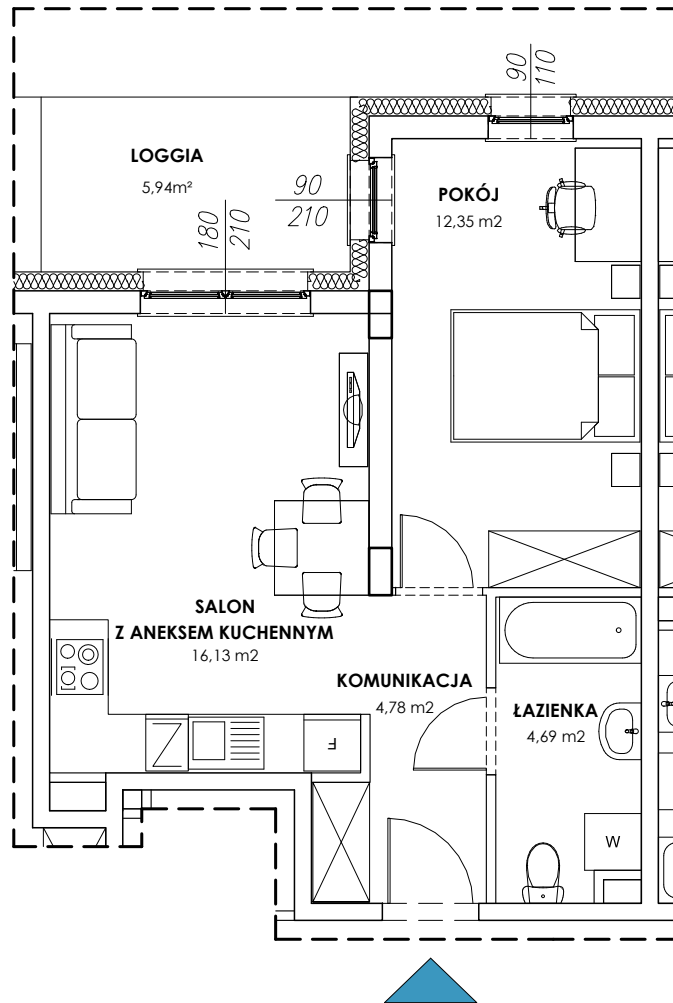 90
110
LOGGIA
5,94m²
90
210
POKÓJ
12,35 m2
180
210
SALON
Z ANEKSEM KUCHENNYM
16,13 m2
KOMUNIKACJA
4,78 m2
ŁAZIENKA
4,69 m2
F
W